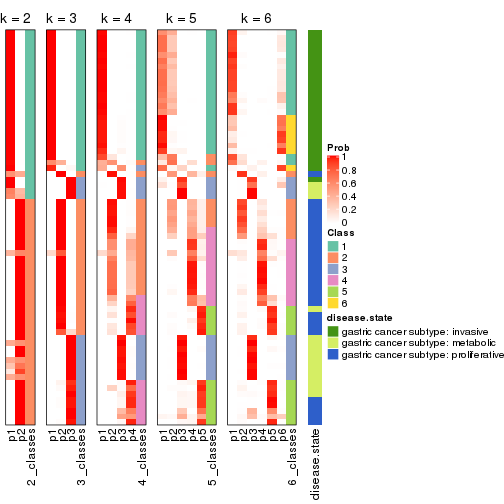 k = 2
k = 3
k = 4
k = 5
k = 6
Prob
1
0.8
0.6
0.4
0.2
0
Class
1
2
3
4
5
6
disease.state
gastric cancer subtype: invasive
gastric cancer subtype: metabolic
gastric cancer subtype: proliferative
p1
p2
2_classes
p1
p2
p3
3_classes
p1
p2
p3
p4
4_classes
p1
p2
p3
p4
p5
5_classes
p1
p2
p3
p4
p5
p6
6_classes
disease.state